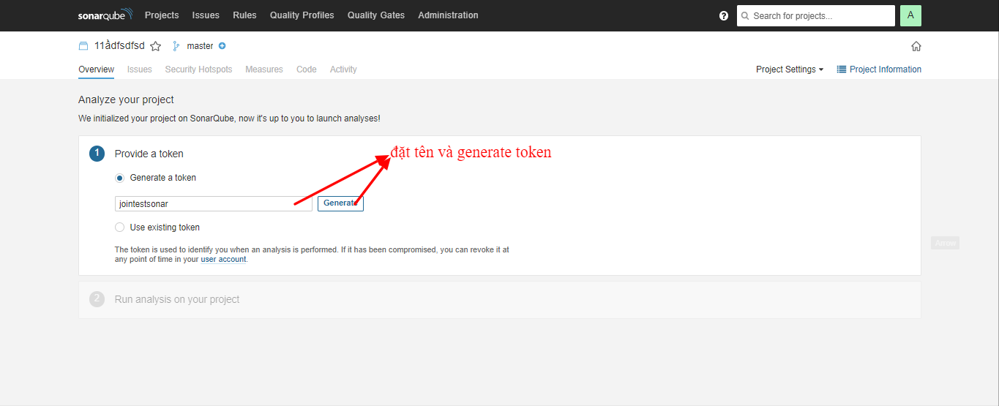 sonarqube Projects Issues Rules Quality Profiles Quality Gates Administration ? Search for projects... A
11ầdfsdfsd master
Overview Issues Security Hotspots Measures Code Activity Project Settings Project Information
Analyze your project
We initialized your project on SonarQube, now it's up to you to launch analyses!
1 Provide a token
đặt tên và generate token
Generate a token
jointestsonar Generate
Use existing token
Arrow
The token is used to identify you when an analysis is performed. If it has been compromised, you can revoke it at
any point of time in your user account.
2 Run analysis on your project